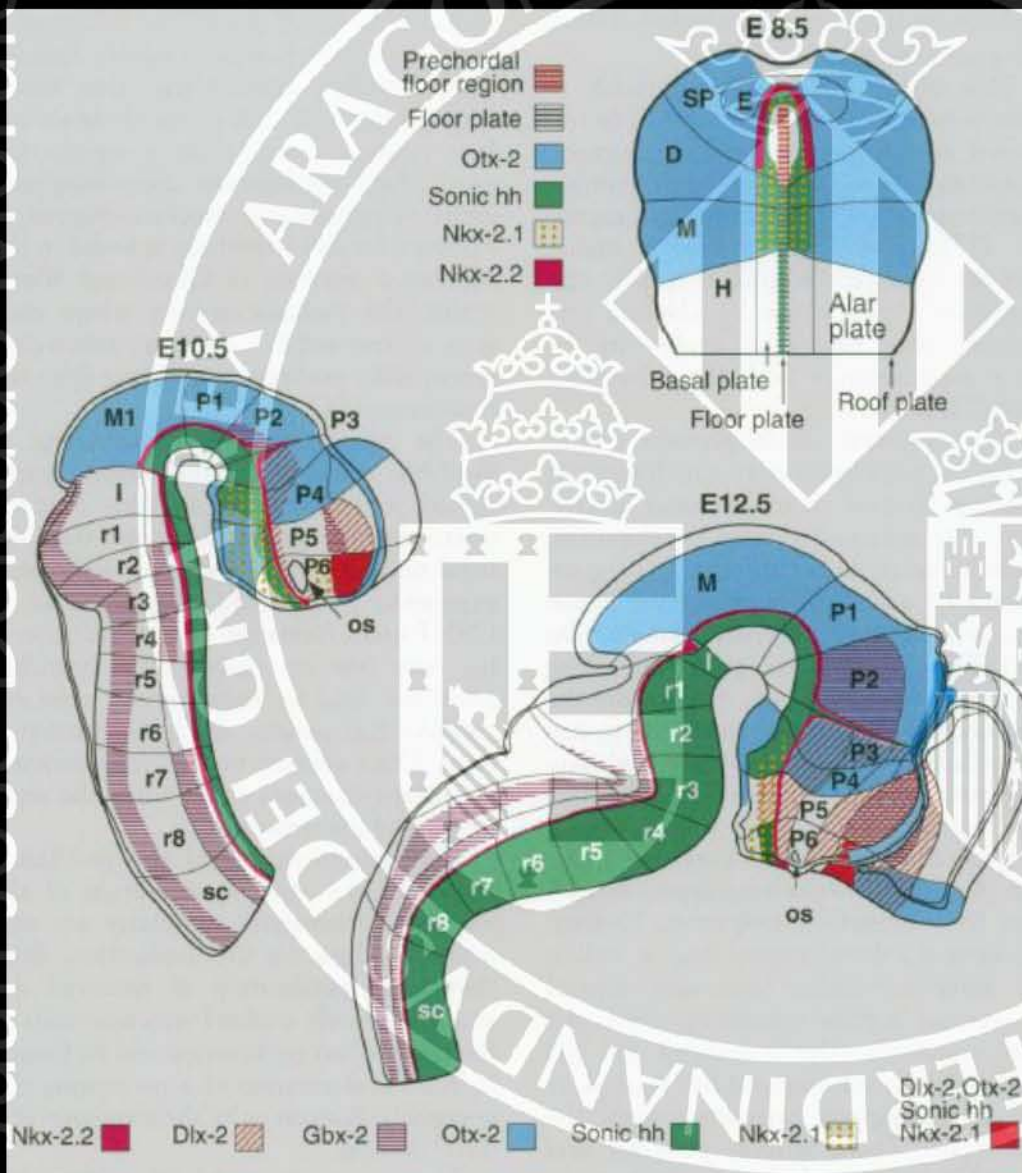 E 8.5
Prechordal
floor region
Floor plate
Otx-2
Sonic hh
Nkx-2.1
Nkx-2.2
SP
E
D
M
H
Alar
plate
Basal plate
Floor plate
Roof plate
E10.5
M1
P1
P2
P3
I
P4
r1
P5
r2
P6
r3
os
r4
r5
r6
r7
r8
sc
E12.5
M
P1
I
P2
r1
r2
P3
r3
P4
P5
r4
P6
r5
r6
r7
os
r8
sc
Dlx-2,Otx-2
Sonic hh
Nkx-2.2
Dlx-2
Gbx-2
Otx-2
Sonic hh
Nkx-2.1
Nkx-2.1
DEI GRA
ARACO
FERDINAND